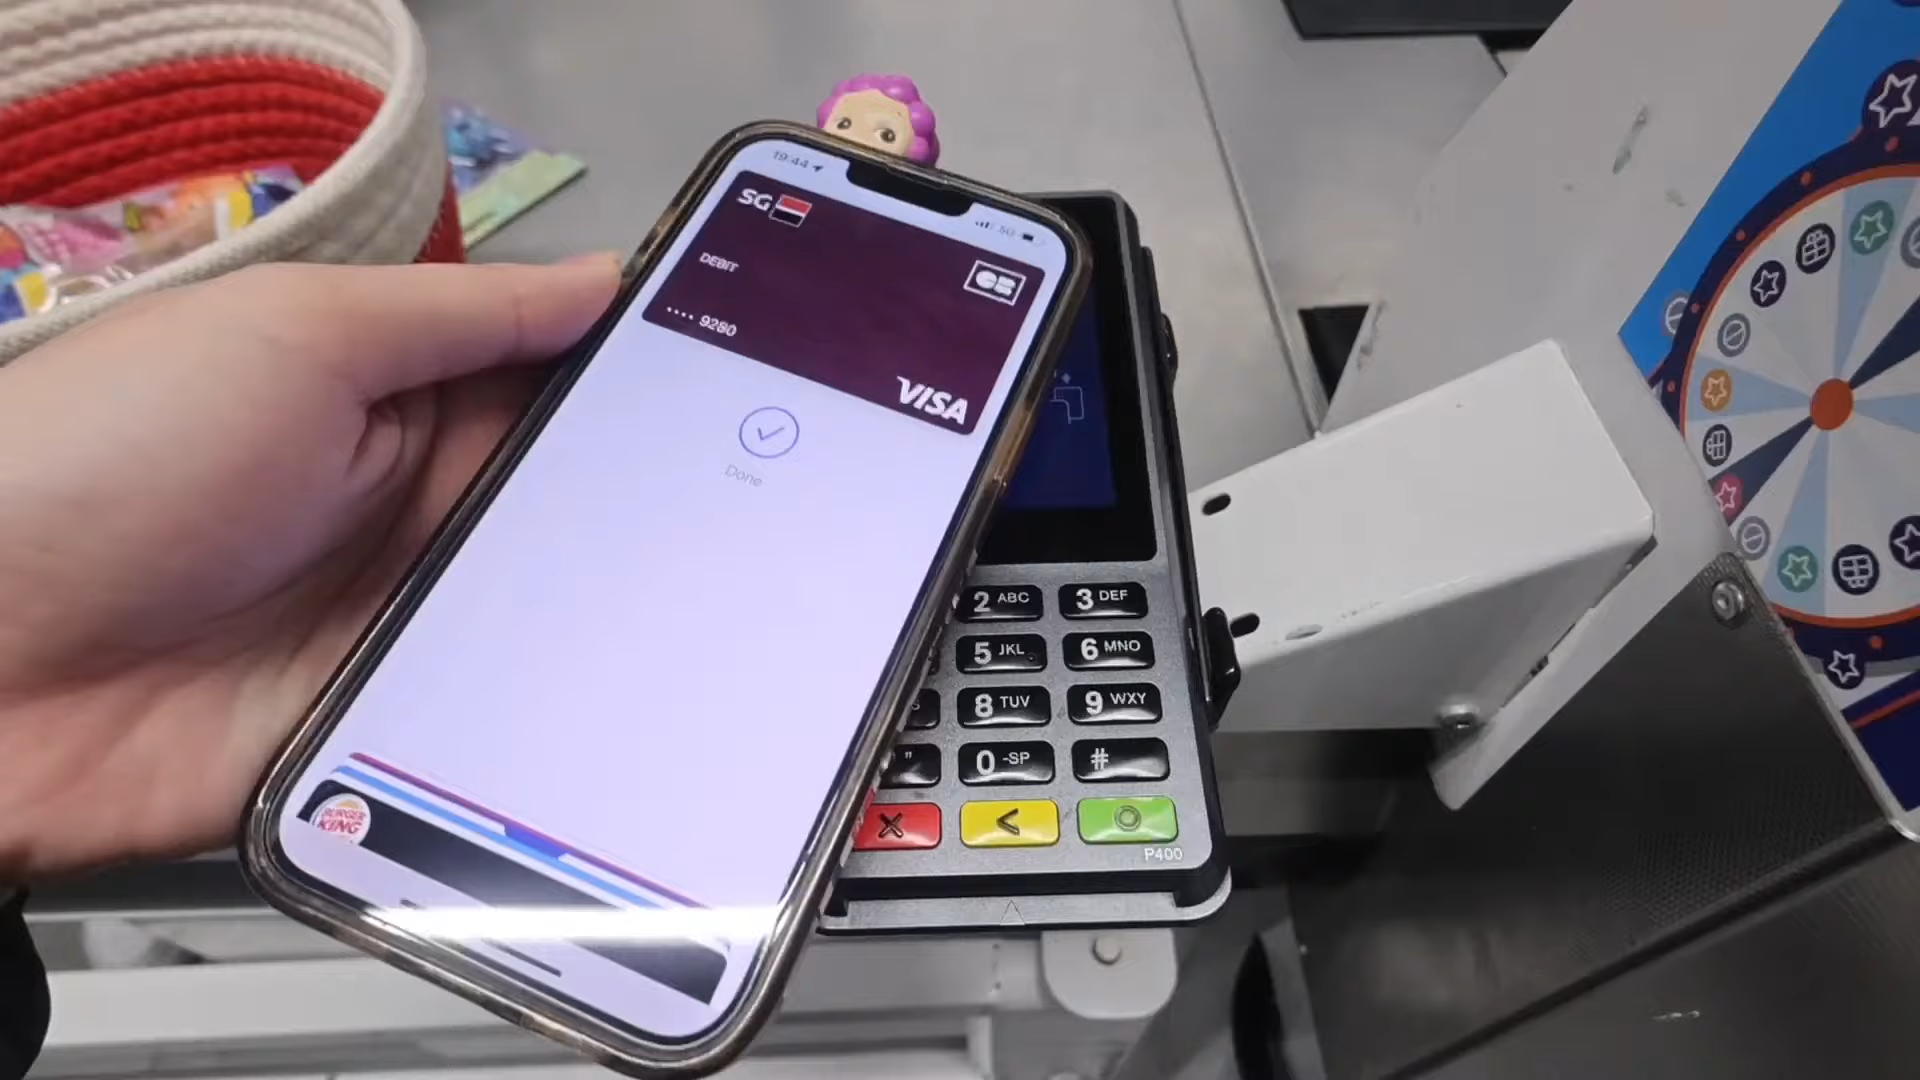 19:44
5G
SG
DEBIT
CB
•••• 9280
VISA
Done
BURGER
KING
2 ABC
3 DEF
5 JKL
6 MNO
8 TUV
9 WXY
0 -SP
#
P400